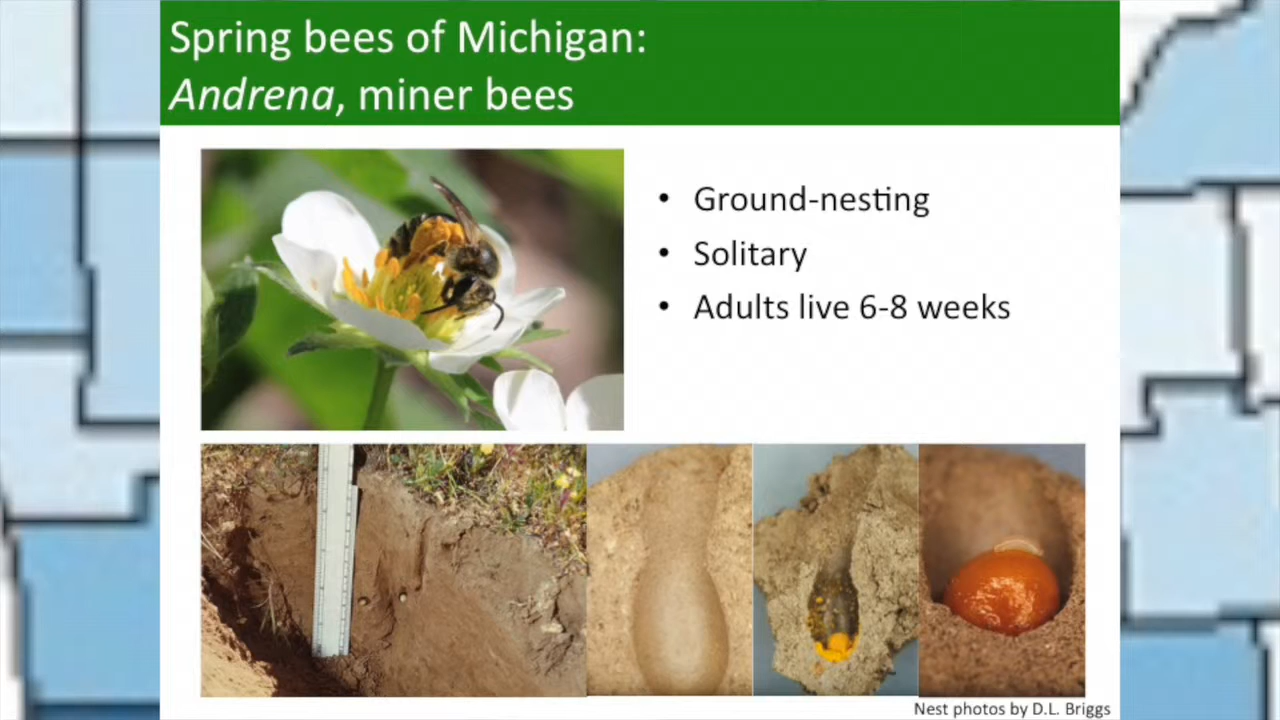 Spring bees of Michigan:
Andrena, miner bees
• Ground-nesting
• Solitary
• Adults live 6-8 weeks
Nest photos by D.L. Briggs